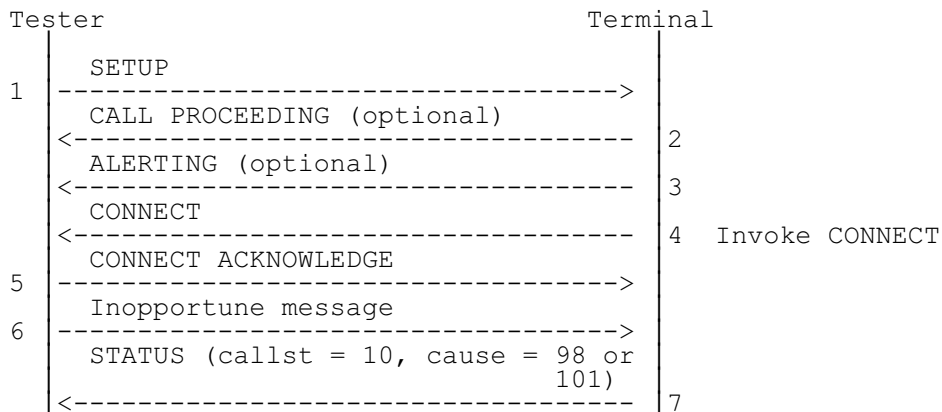 Tester Terminal
SETUP
1
CALL PROCEEDING (optional)
2
ALERTING (optional)
3
CONNECT
4 Invoke CONNECT
CONNECT ACKNOWLEDGE
5
Inopportune message
6
STATUS (callst = 10, cause = 98 or
101)
7